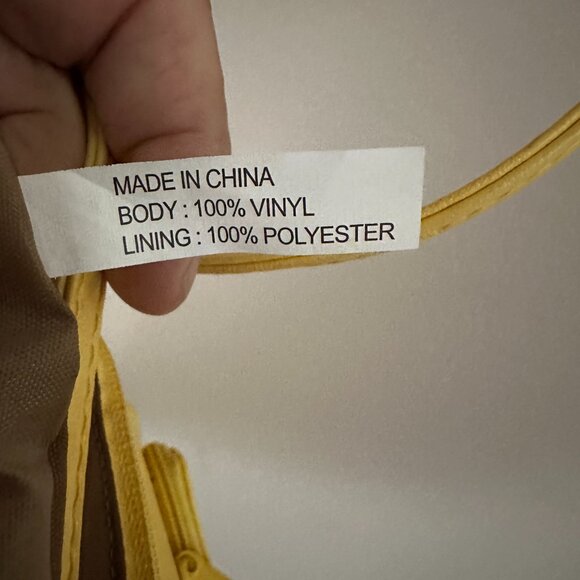 MADE IN CHINA
BODY : 100% VINYL
LINING : 100% POLYESTER